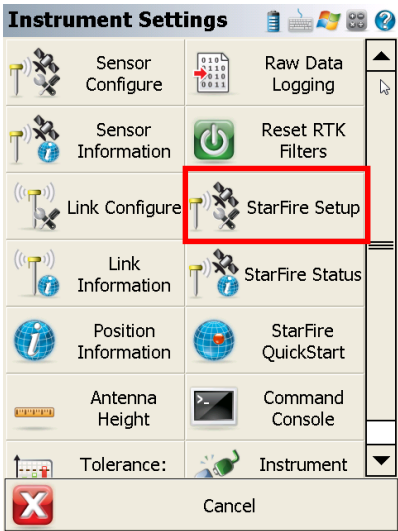 Instrument Settings
Sensor
Configure
Raw Data
Logging
Sensor
Information
Reset RTK
Filters
Link Configure
StarFire Setup
Link
Information
StarFire Status
Position
Information
StarFire
QuickStart
Antenna
Height
Command
Console
Tolerance:
Instrument
Cancel